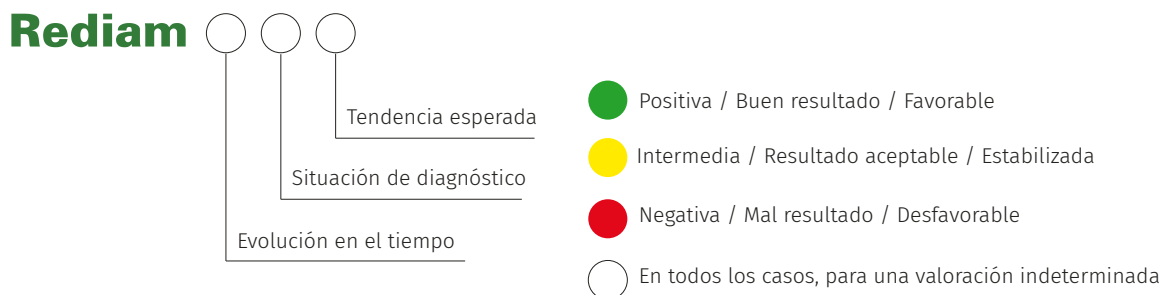 Rediam
Tendencia esperada
Situación de diagnóstico
Evolución en el tiempo
Positiva / Buen resultado / Favorable
Intermedia / Resultado aceptable / Estabilizada
Negativa / Mal resultado / Desfavorable
En todos los casos, para una valoración indeterminada